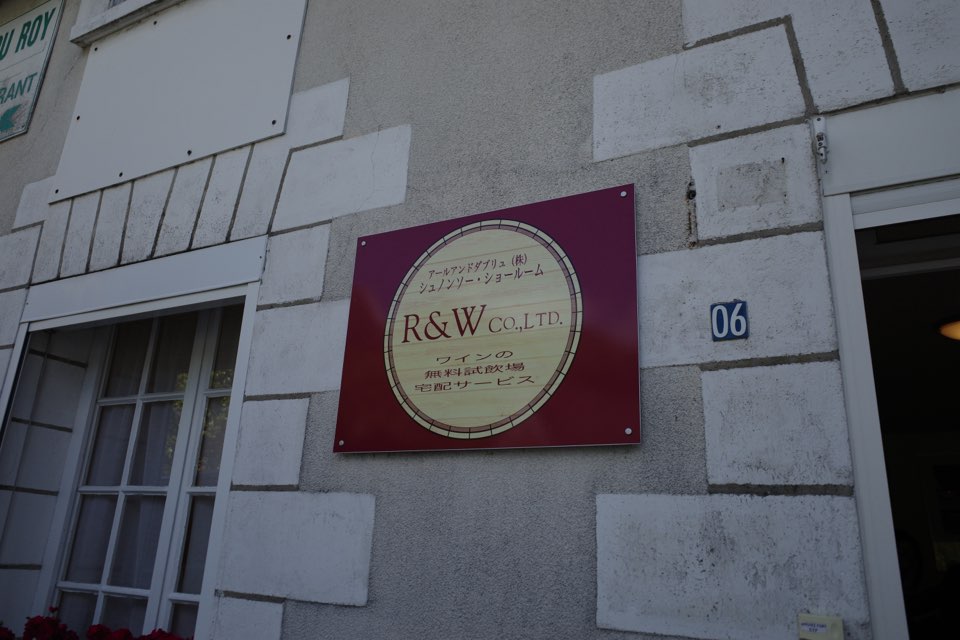 DU ROY
RANT
アールアンドダブリュ(株)
シュノンソー・ショールーム
R&W CO.,LTD.
ワインの
無料試飲場
宅配サービス
06